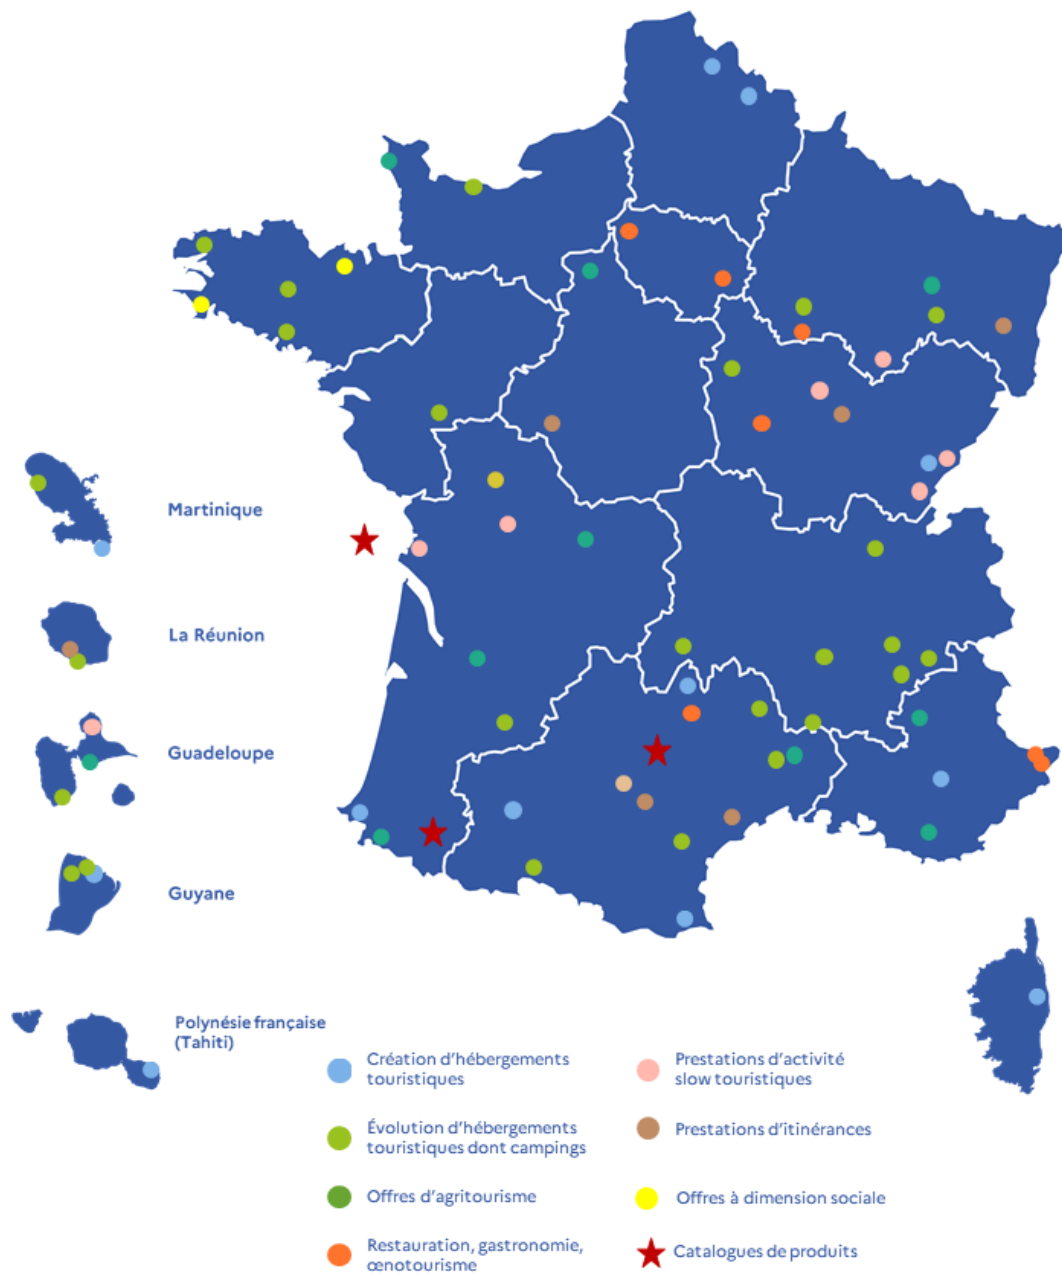 Martinique
La Réunion
Guadeloupe
Guyane
Polynésie française
(Tahiti)
Création d'hébergements
touristiques
Évolution d'hébergements
touristiques dont campings
Offres d'agritourisme
Restauration, gastronomie,
œnotourisme
Prestations d'activité
slow touristiques
Prestations d'itinérances
Offres à dimension sociale
Catalogues de produits